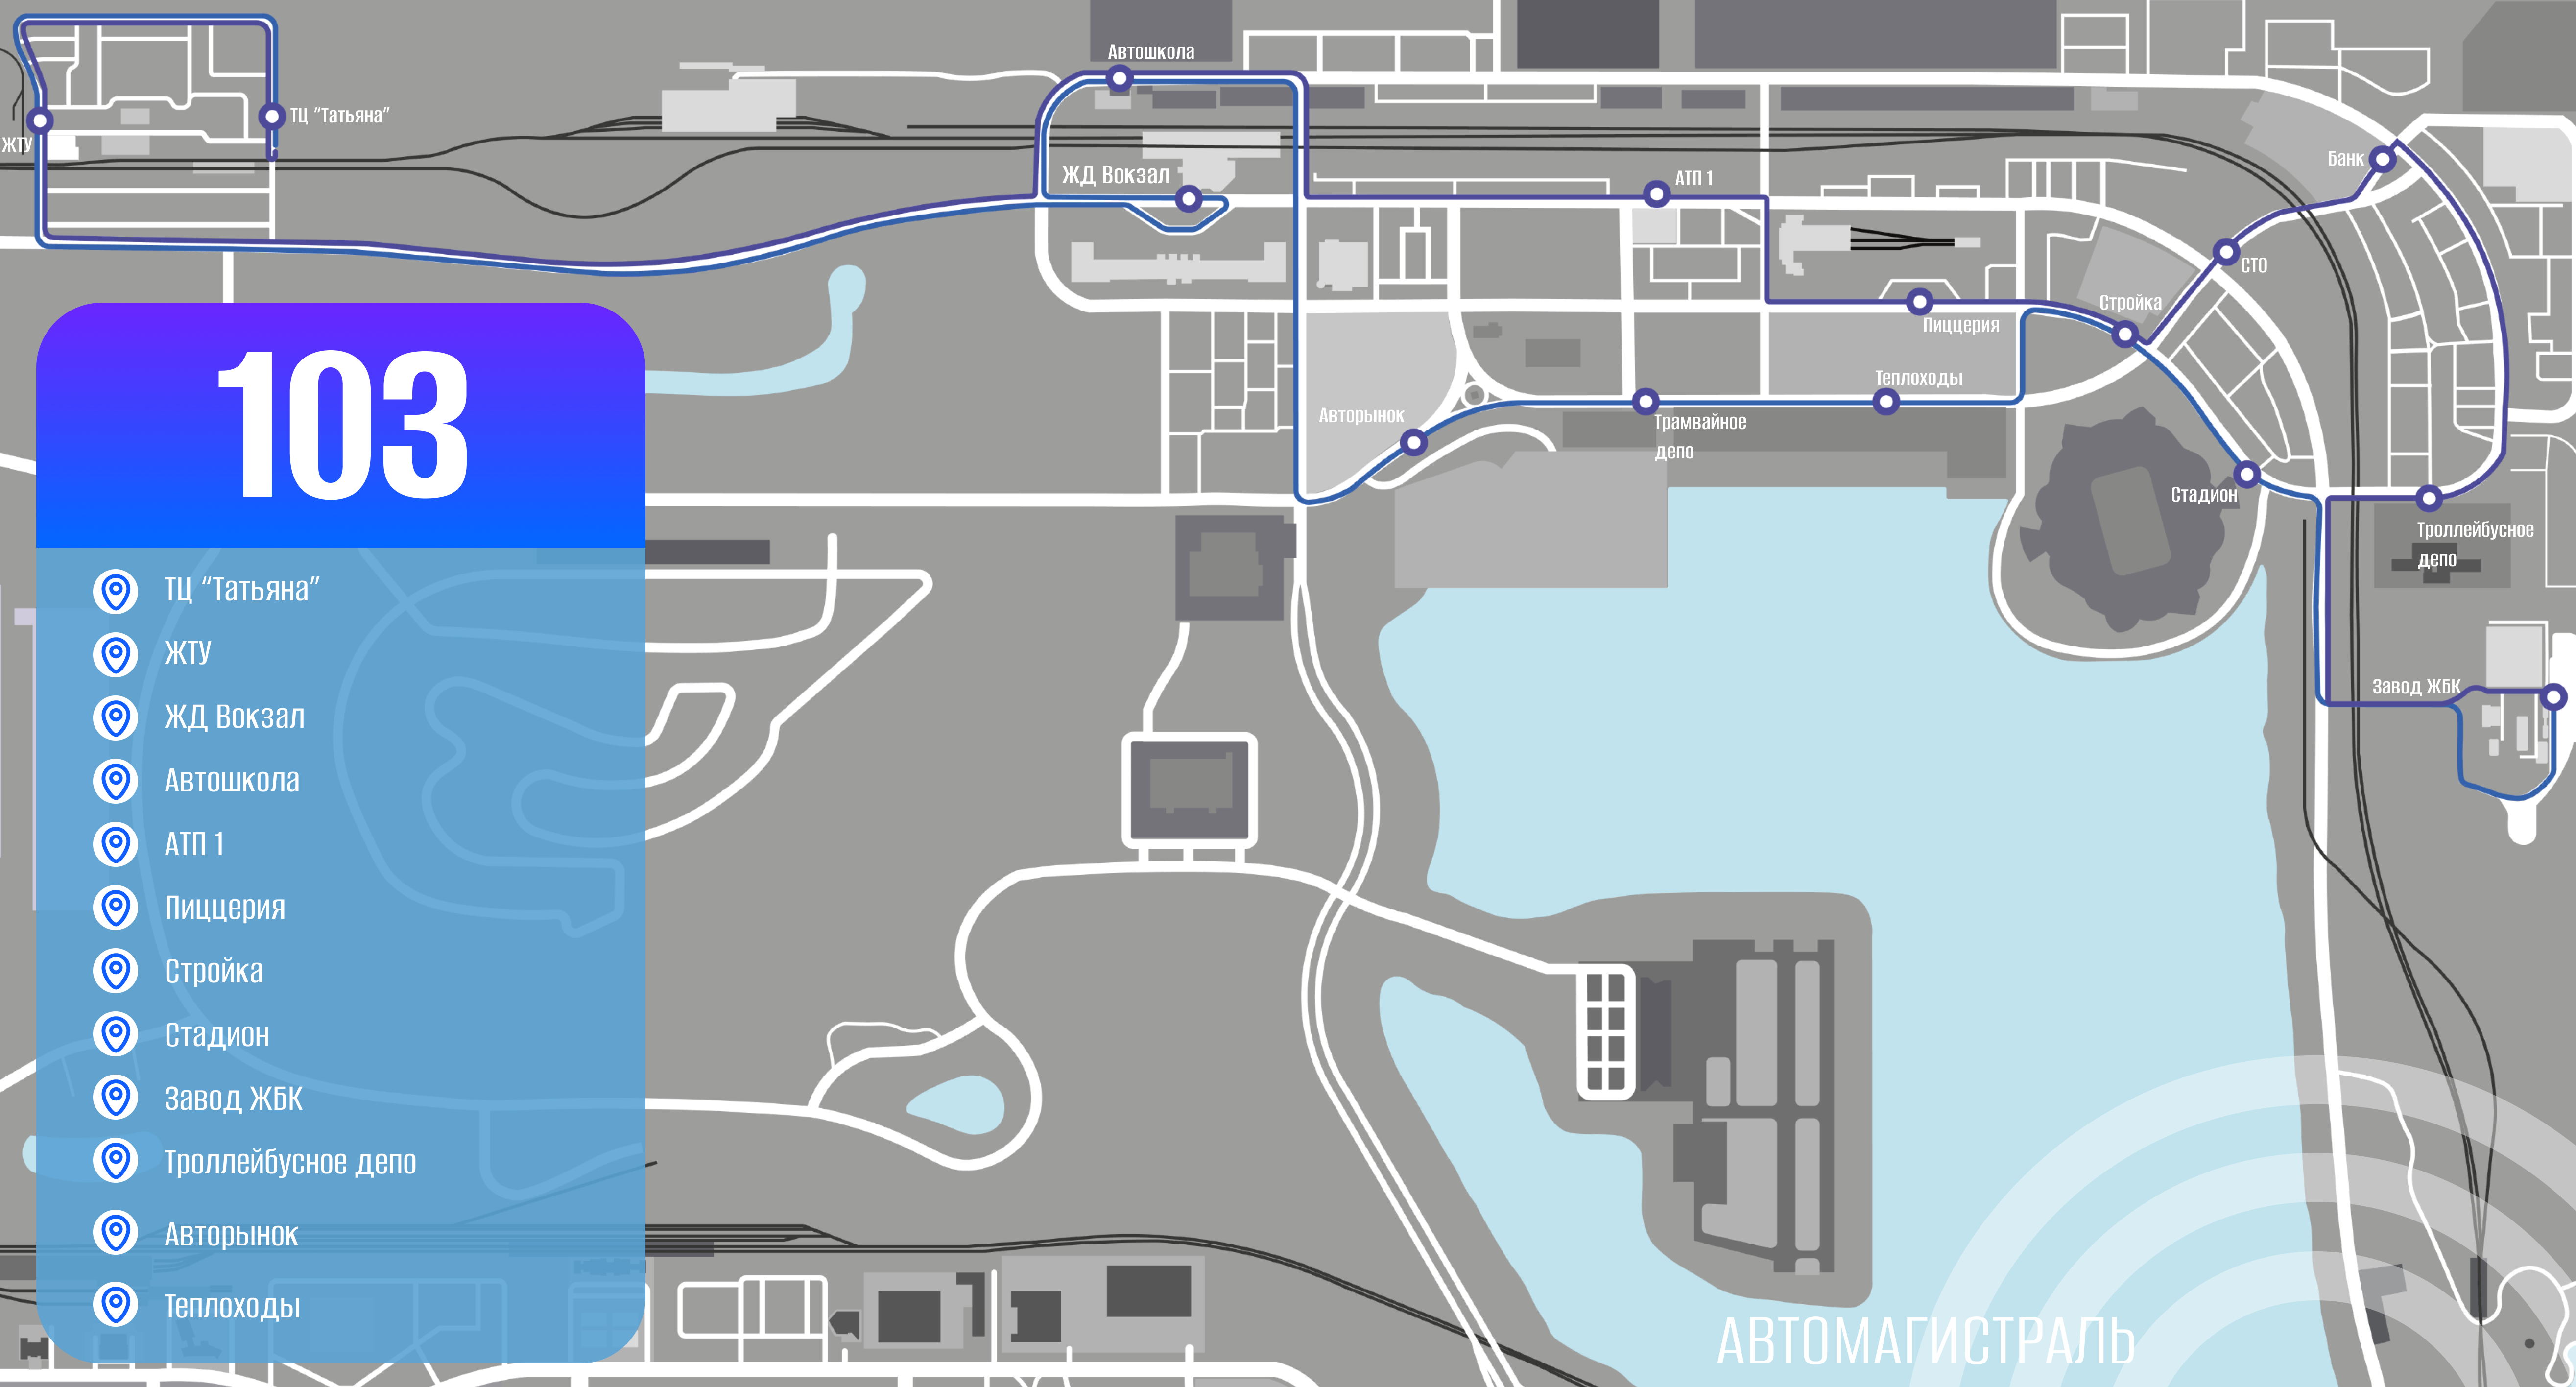 Автошкола
ТЦ “Татьяна”
ЖТУ
ЖД Вокзал
АТП 1
Банк
СТО
Стройка
Пиццерия
Теплоходы
Авторынок
Трамвайное
депо
Стадион
Троллейбусное
депо
Завод ЖБК
103
ТЦ “Татьяна”
ЖТУ
ЖД Вокзал
Автошкола
АТП 1
Пиццерия
Стройка
Стадион
Завод ЖБК
Троллейбусное депо
Авторынок
Теплоходы
АВТОМАГИСТРАЛЬ